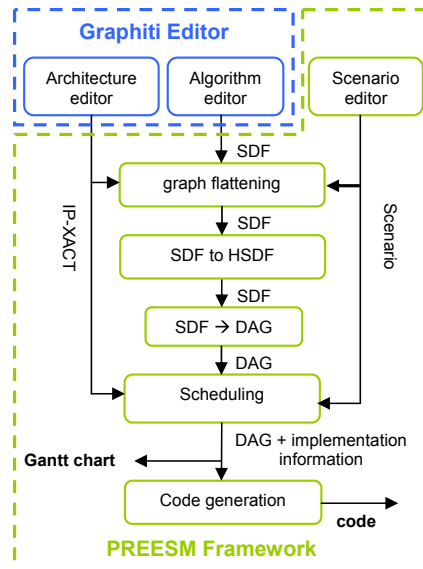 Graphiti Editor
Architecture
editor
Algorithm
editor
Scenario
editor
SDF
graph flattening
IP-XACT
Scenario
SDF
SDF to HSDF
SDF
SDF → DAG
DAG
Scheduling
DAG + implementation
information
Gantt chart
Code generation
code
PREESM Framework